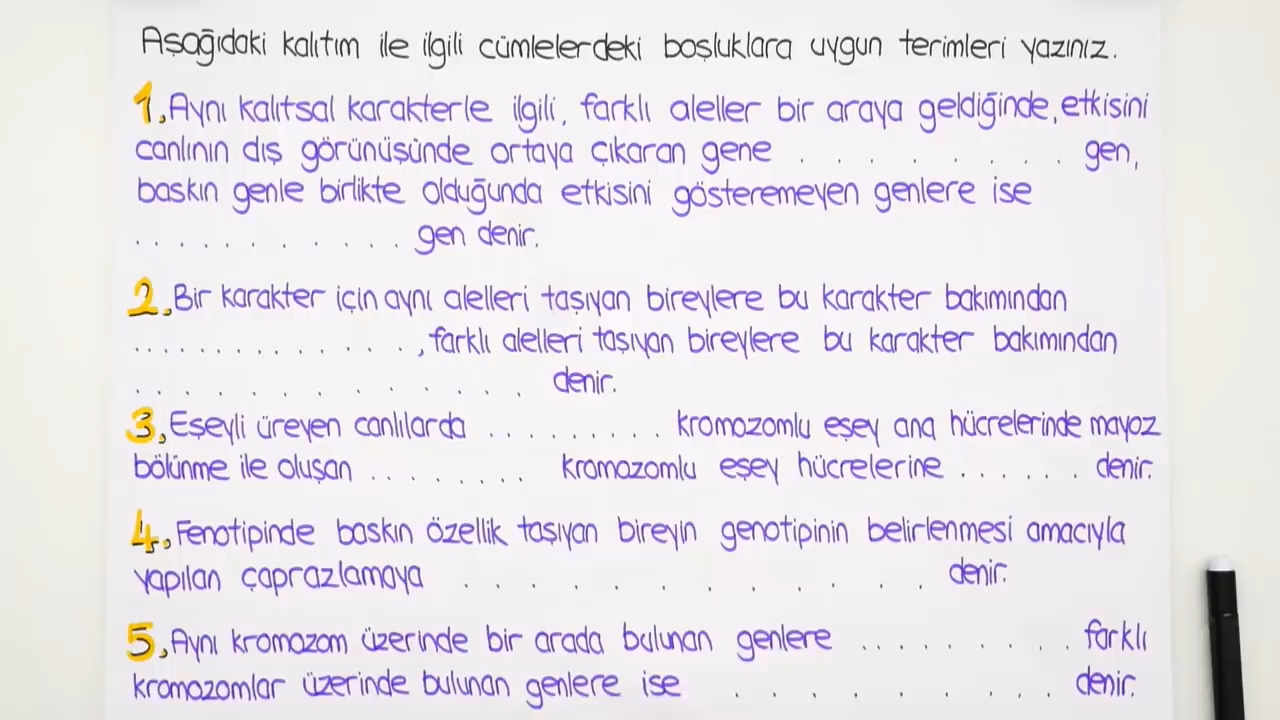 Aşağıdaki kalıtım ile ilgili cümlelerdeki boşluklara uygun terimleri yazınız.
1. Aynı kalıtsal karakterle ilgili, farklı aleller bir araya geldiğinde, etkisini
canlının dış görünüşünde ortaya çıkaran gene . . . . . . . . gen,
baskın genle birlikte olduğunda etkisini gösteremeyen genlere ise
. . . . . . . . . . . gen denir.
2. Bir karakter için aynı alelleri taşıyan bireylere bu karakter bakımından
. . . . . . . . . . . . . , farklı alelleri taşıyan bireylere bu karakter bakımından
. . . . . . . . . . . . . denir.
3. Eşeyli üreyen canlılarda . . . . . . . . . kromozomlu eşey ana hücrelerinde mayoz
bölünme ile oluşan . . . . . . . . kromozomlu eşey hücrelerine . . . . . . denir.
4. Fenotipinde baskın özellik taşıyan bireyin genotipinin belirlenmesi amacıyla
yapılan çaprazlamaya . . . . . . . . . . . denir.
5. Aynı kromozom üzerinde bir arada bulunan genlere . . . . . . . . . . farklı
kromozomlar üzerinde bulunan genlere ise . . . . . . . . . denir.